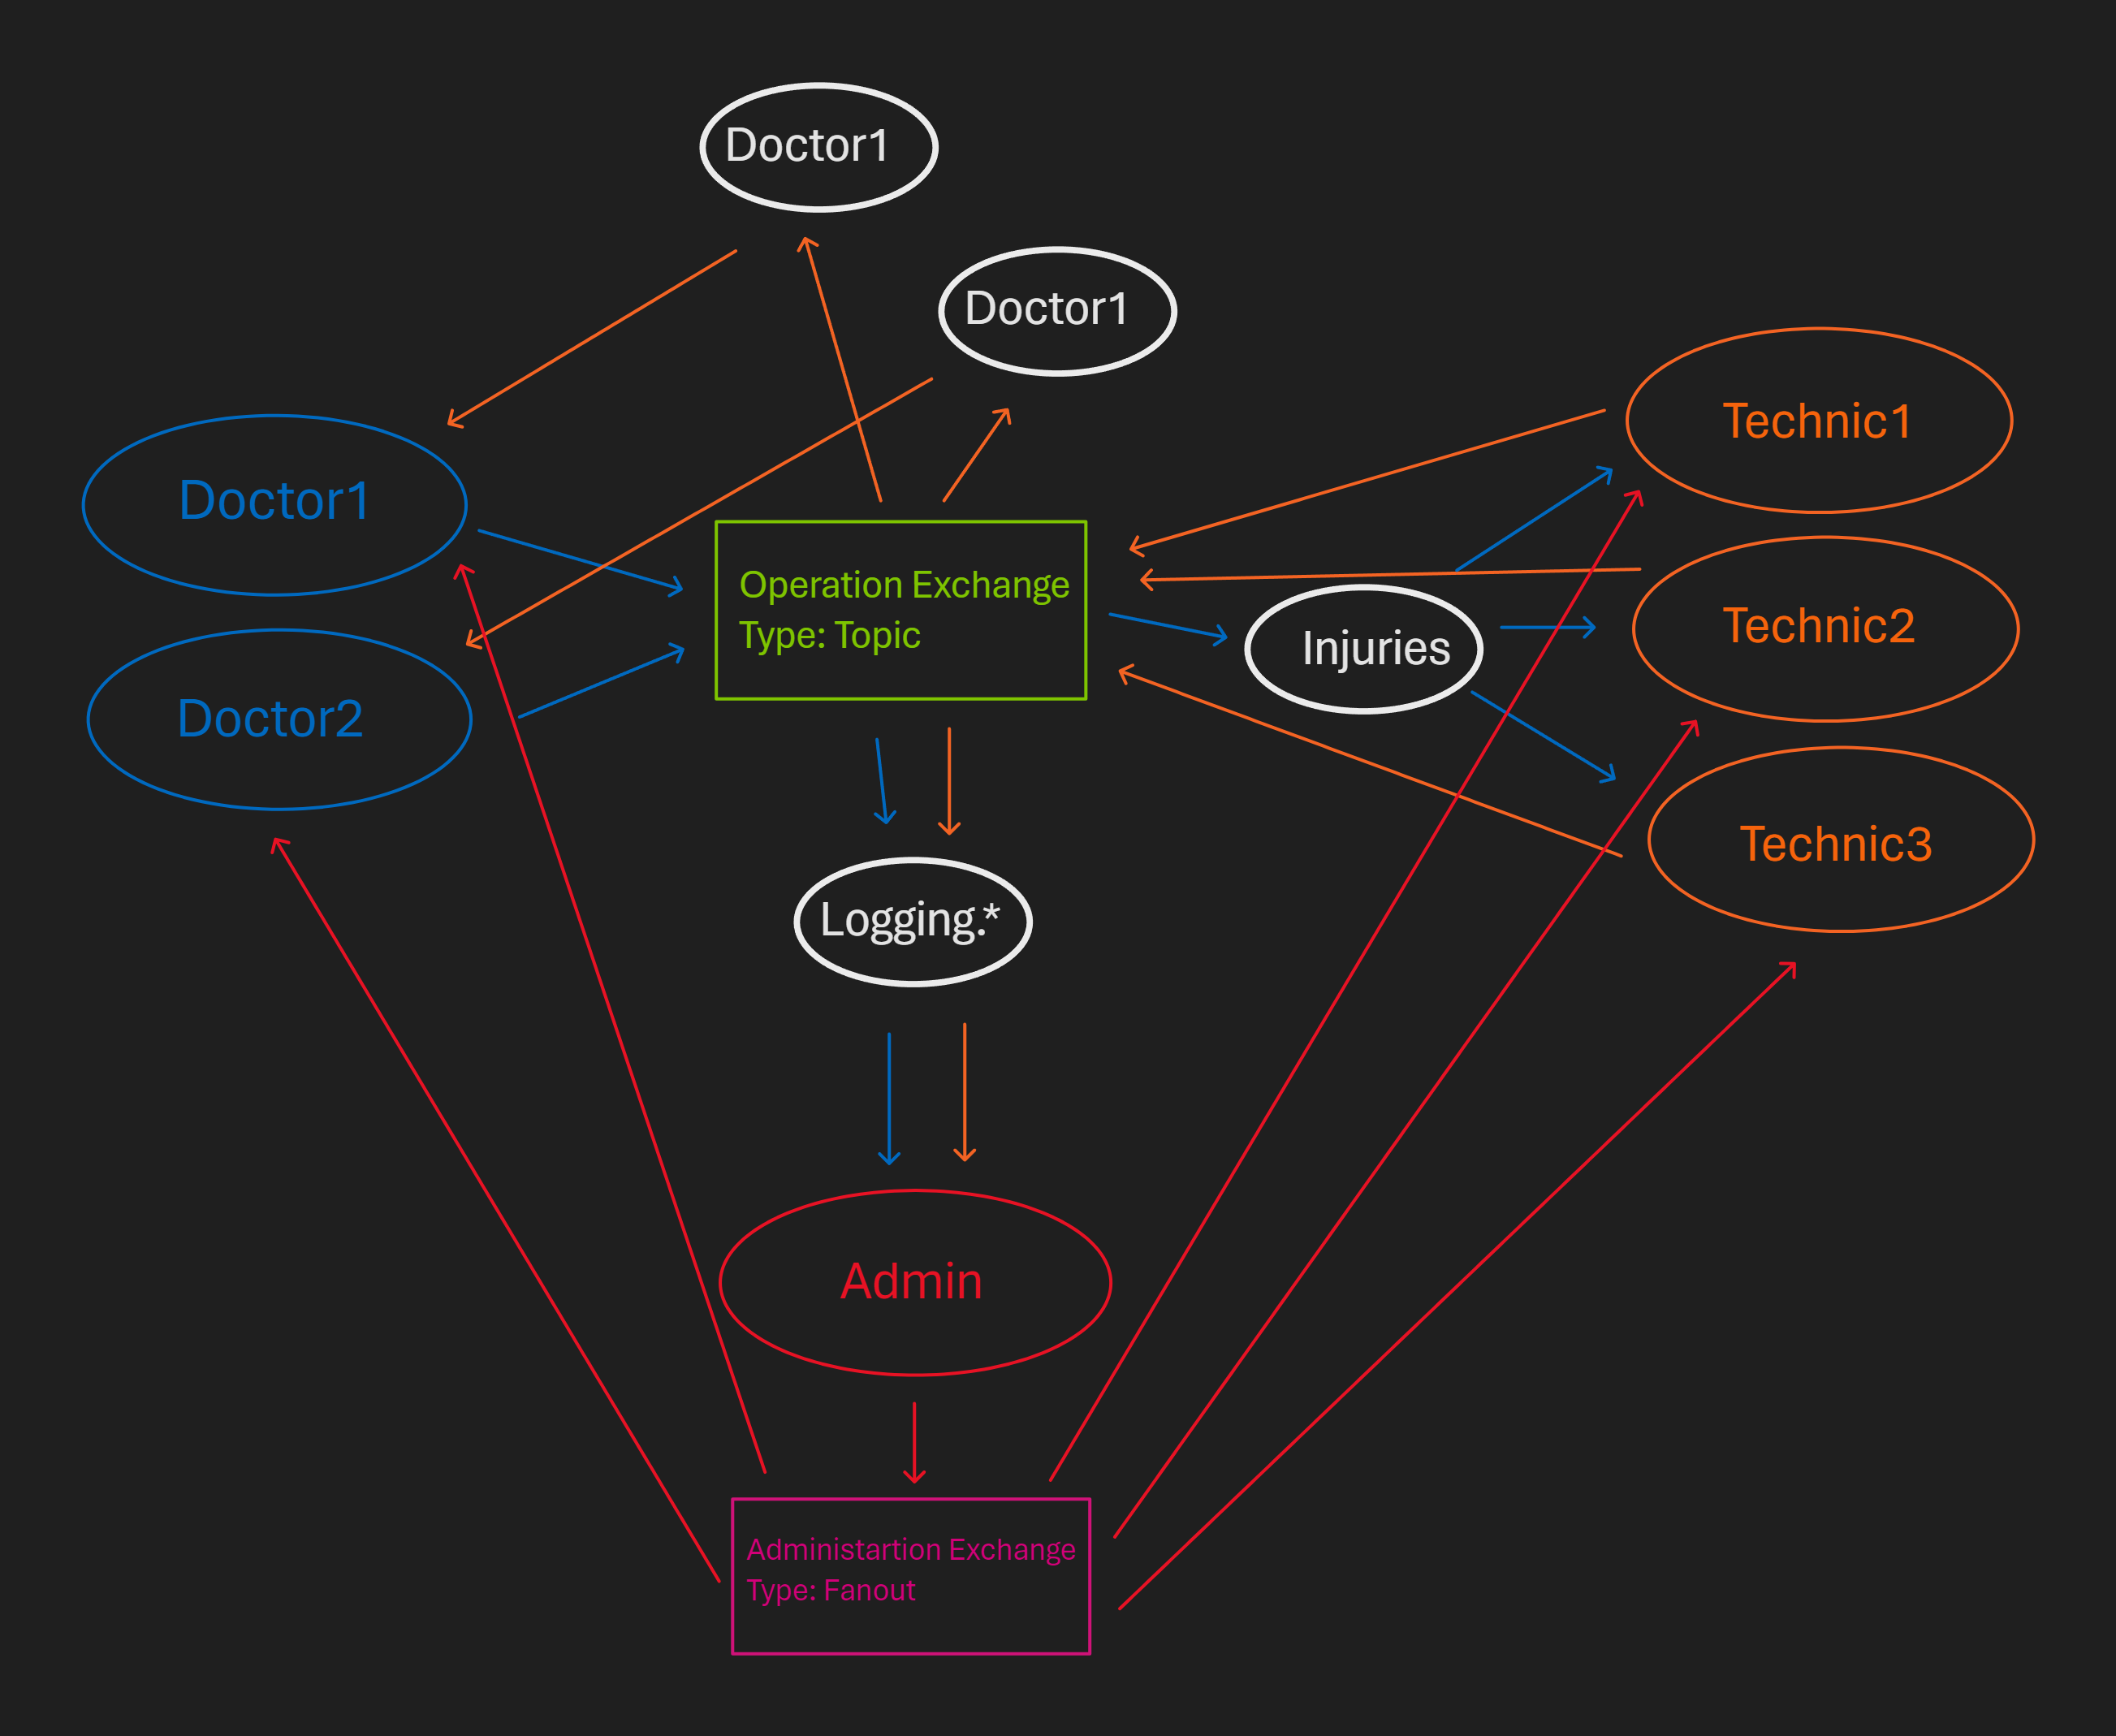 Doctor1
Doctor1
Technic1
Doctor1
Operation Exchange
Type: Topic
Injuries
Technic2
Doctor2
Technic3
Logging.*
Admin
Administartion Exchange
Type: Fanout